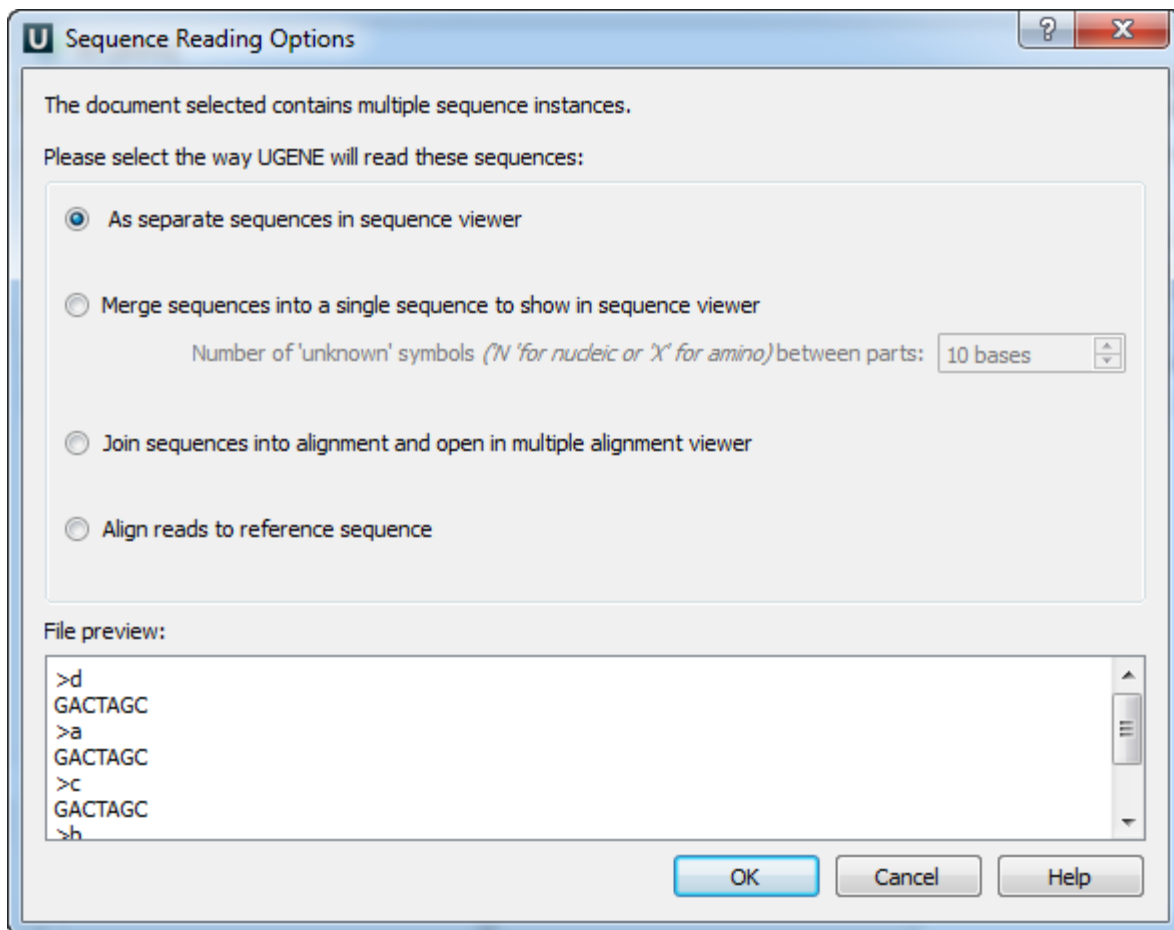 U Sequence Reading Options ?
The document selected contains multiple sequence instances.
Please select the way UGENE will read these sequences:
As separate sequences in sequence viewer
Merge sequences into a single sequence to show in sequence viewer
Number of 'unknown' symbols ('N 'for nucleic or 'X' for amino) between parts: 10 bases
Join sequences into alignment and open in multiple alignment viewer
Align reads to reference sequence
File preview:
>d
GACTAGC
>a
GACTAGC
>c
GACTAGC
>b
OK Cancel Help